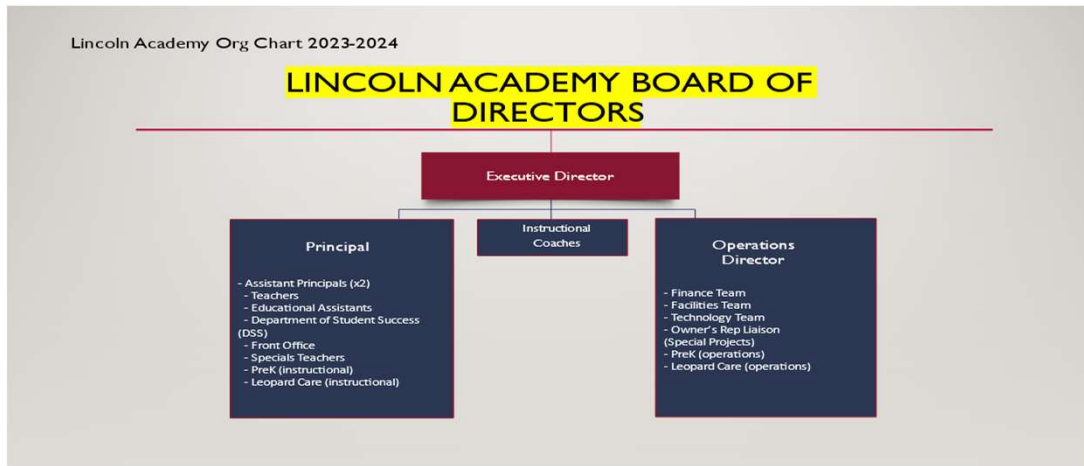 Lincoln Academy Org Chart 2023-2024
LINCOLN ACADEMY BOARD OF
DIRECTORS
Executive Director
Principal
- Assistant Principals (x2)
- Teachers
- Educational Assistants
- Department of Student Success
(DSS)
- Front Office
- Specials Teachers
- PreK (instructional)
- Leopard Care (instructional)
Instructional
Coaches
Operations
Director
- Finance Team
- Facilities Team
- Technology Team
- Owner's Rep Liaison
(Special Projects)
- PreK (operations)
- Leopard Care (operations)